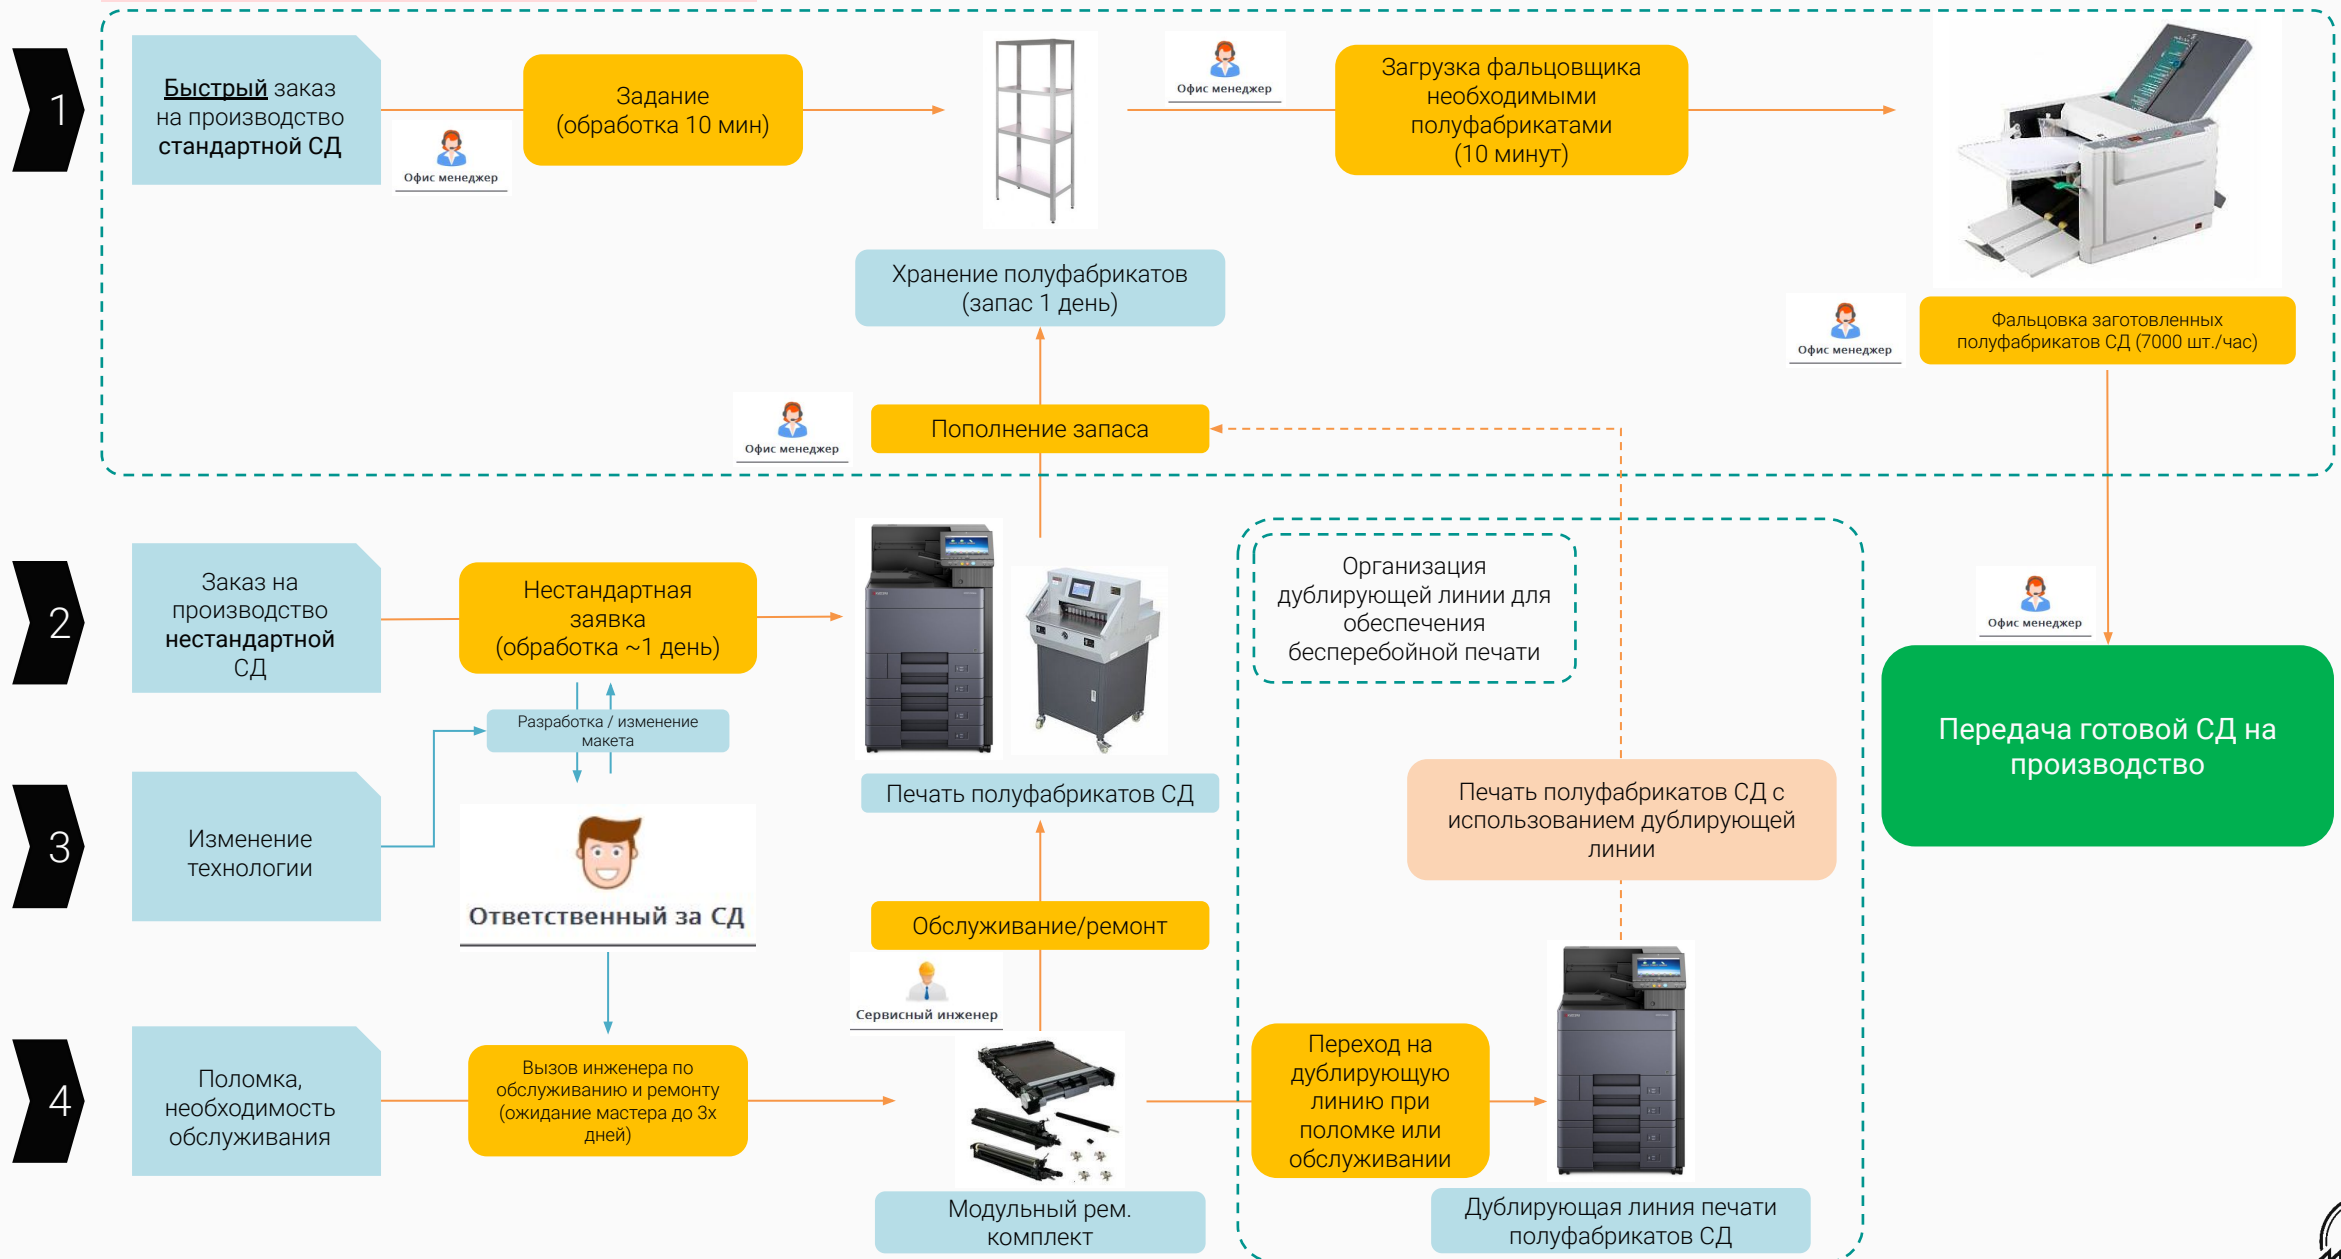 1
Быстрый заказ
на производство
стандартной СД
Офис менеджер
Задание
(обработка 10 мин)
Офис менеджер
Загрузка фальцовщика
необходимыми
полуфабрикатами
(10 минут)
Хранение полуфабрикатов
(запас 1 день)
Офис менеджер
Фальцовка заготовленных
полуфабрикатов СД (7000 шт./час)
Офис менеджер
Пополнение запаса
2
Заказ на
производство
нестандартной
СД
Нестандартная
заявка
(обработка ~1 день)
Организация
дублирующей линии для
обеспечения
бесперебойной печати
Офис менеджер
Разработка / изменение
макета
Передача готовой СД на
производство
Печать полуфабрикатов СД
Печать полуфабрикатов СД с
использованием дублирующей
линии
3
Изменение
технологии
Ответственный за СД
Обслуживание/ремонт
Сервисный инженер
4
Поломка,
необходимость
обслуживания
Вызов инженера по
обслуживанию и ремонту
(ожидание мастера до 3х
дней)
Переход на
дублирующую
линию при
поломке или
обслуживании
Модульный рем.
комплект
Дублирующая линия печати
полуфабрикатов СД